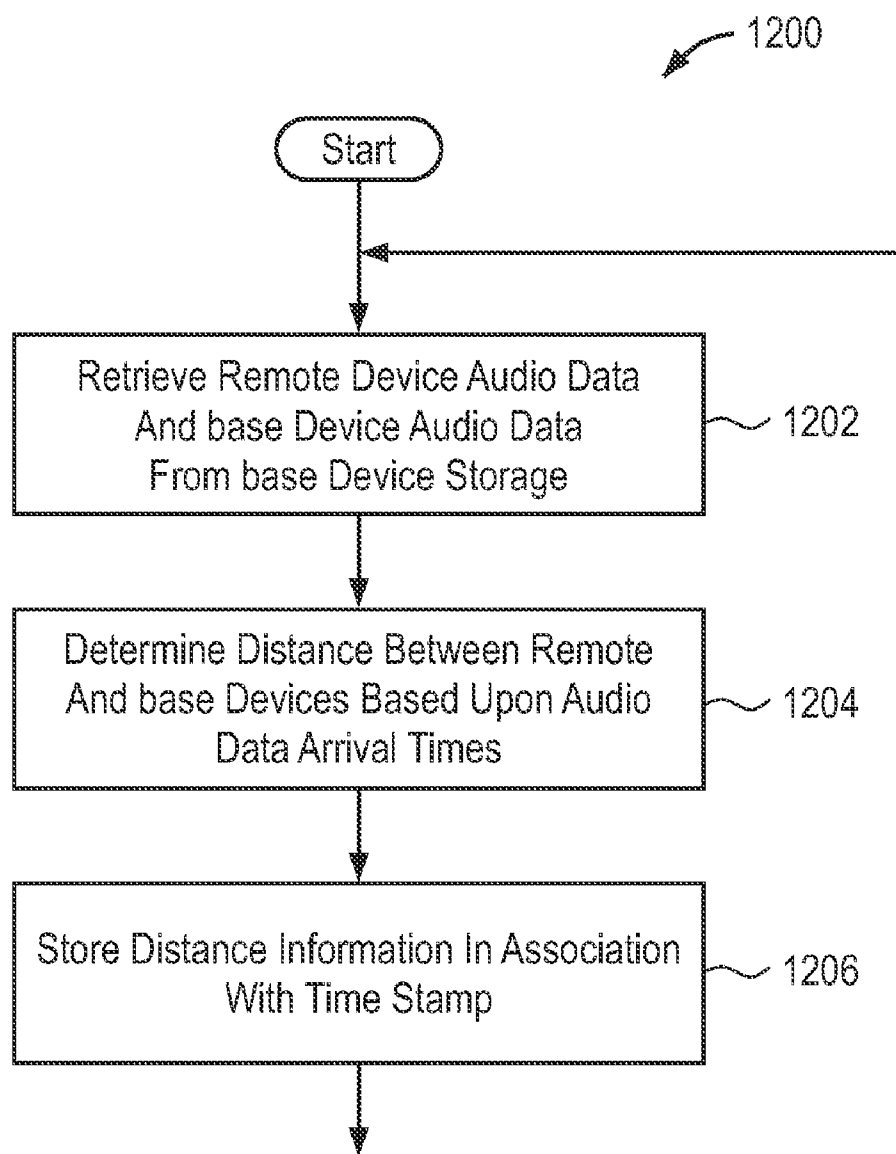 1200
Start
Retrieve Remote Device Audio Data
And base Device Audio Data
From base Device Storage
1202
Determine Distance Between Remote
And base Devices Based Upon Audio
Data Arrival Times
1204
Store Distance Information In Association
With Time Stamp
1206